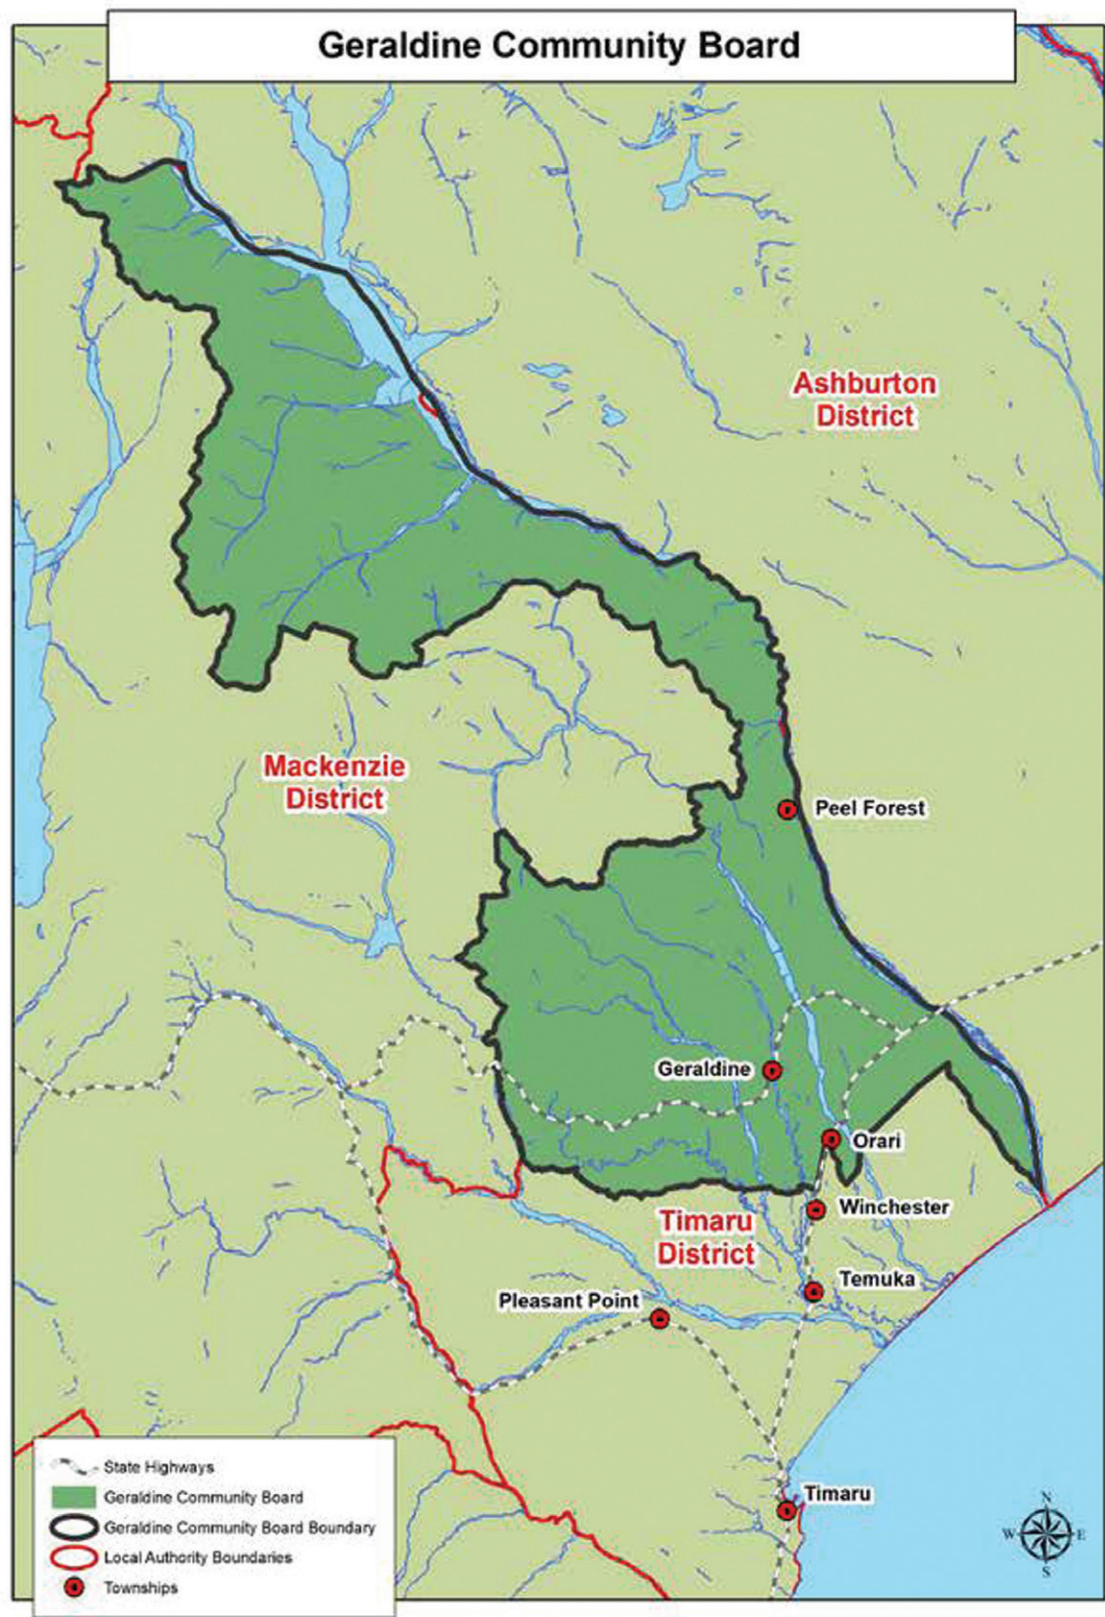 Geraldine Community Board
Ashburton
District
Mackenzie
District
Peel Forest
Geraldine
Orari
Winchester
Timaru
District
Temuka
Pleasant Point
Timaru
State Highways
Geraldine Community Board
Geraldine Community Board Boundary
Local Authority Boundaries
Townships
N
W E
S